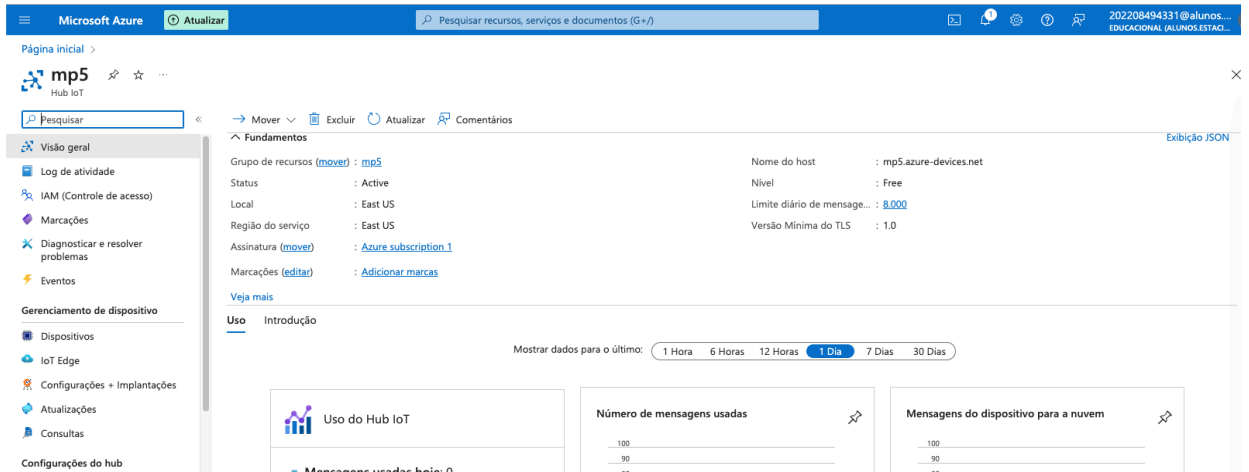 Microsoft Azure
Atualizar
Pesquisar recursos, serviços e documentos (G+/)
202208494331@alunos....
EDUCACIONAL (ALUNOS.ESTACI...
Página inicial >
mp5
Hub IoT
Pesquisar
Mover
Excluir
Atualizar
Comentários
Visão geral
Log de atividade
IAM (Controle de acesso)
Marcações
Diagnosticar e resolver
problemas
Eventos
Gerenciamento de dispositivo
Dispositivos
IoT Edge
Configurações + Implantações
Atualizações
Consultas
Configurações do hub
Fundamentos
Exibição JSON
Grupo de recursos (mover) : mp5
Status : Active
Local : East US
Região do serviço : East US
Assinatura (mover) : Azure subscription 1
Marcações (editar) : Adicionar marcas
Veja mais
Nome do host : mp5.azure-devices.net
Nível : Free
Limite diário de mensage... : 8.000
Versão Mínima do TLS : 1.0
Uso Introdução
Mostrar dados para o último: 1 Hora 6 Horas 12 Horas 1 Dia 7 Dias 30 Dias
Uso do Hub IoT
Mensagens usadas hoje: 0
Número de mensagens usadas
100
90
Mensagens do dispositivo para a nuvem
100
90